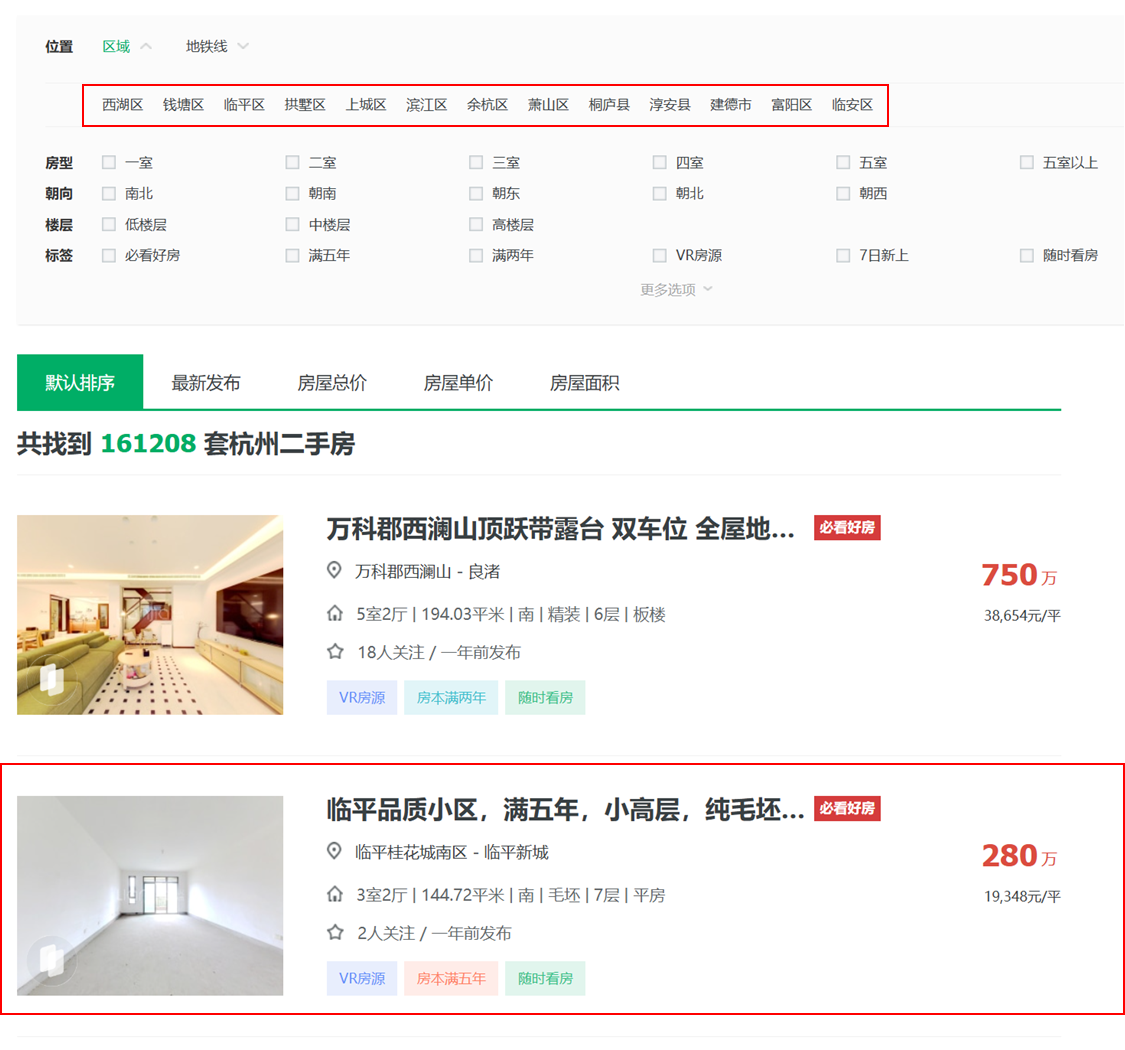 位置 区域 地铁线
西湖区 钱塘区 临平区 拱墅区 上城区 滨江区 余杭区 萧山区 桐庐县 淳安县 建德市 富阳区 临安区
房型 一室 二室 三室 四室 五室 五室以上
朝向 南北 朝南 朝东 朝北 朝西
楼层 低楼层 中楼层 高楼层
标签 必看好房 满五年 满两年 VR房源 7日新上 随时看房
更多选项
默认排序 最新发布 房屋总价 房屋单价 房屋面积
共找到 161208 套杭州二手房
万科郡西澜山顶跃带露台 双车位 全屋地... 必看好房
万科郡西澜山 - 良渚
750万
5室2厅 | 194.03平米 | 南 | 精装 | 6层 | 板楼
38,654元/平
18人关注 / 一年前发布
VR房源 房本满两年 随时看房
临平品质小区，满五年，小高层，纯毛坯... 必看好房
临平桂花城南区 - 临平新城
280万
3室2厅 | 144.72平米 | 南 | 毛坯 | 7层 | 平房
19,348元/平
2人关注 / 一年前发布
VR房源 房本满五年 随时看房